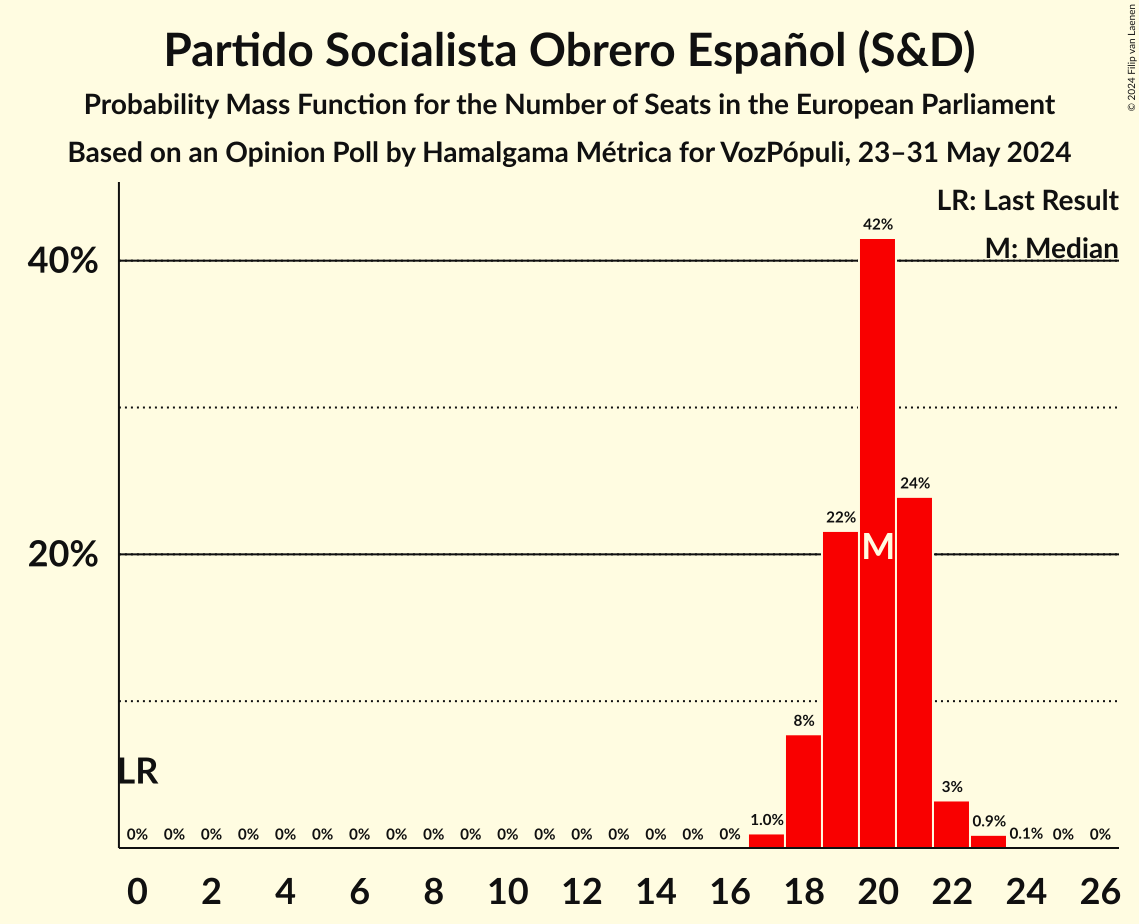 Partido Socialista Obrero Español (S&D)
Probability Mass Function for the Number of Seats in the European Parliament
Based on an Opinion Poll by Hamalgama Métrica for VozPópuli, 23–31 May 2024
© 2024 Filip van Laenen
LR: Last Result
M: Median
40%
20%
42%
24%
22%
M
8%
3%
LR
0% 0% 0% 0% 0% 0% 0% 0% 0% 0% 0% 0% 0% 0% 0% 0% 0% 1.0% 0.9% 0.1% 0% 0%
0 2 4 6 8 10 12 14 16 18 20 22 24 26